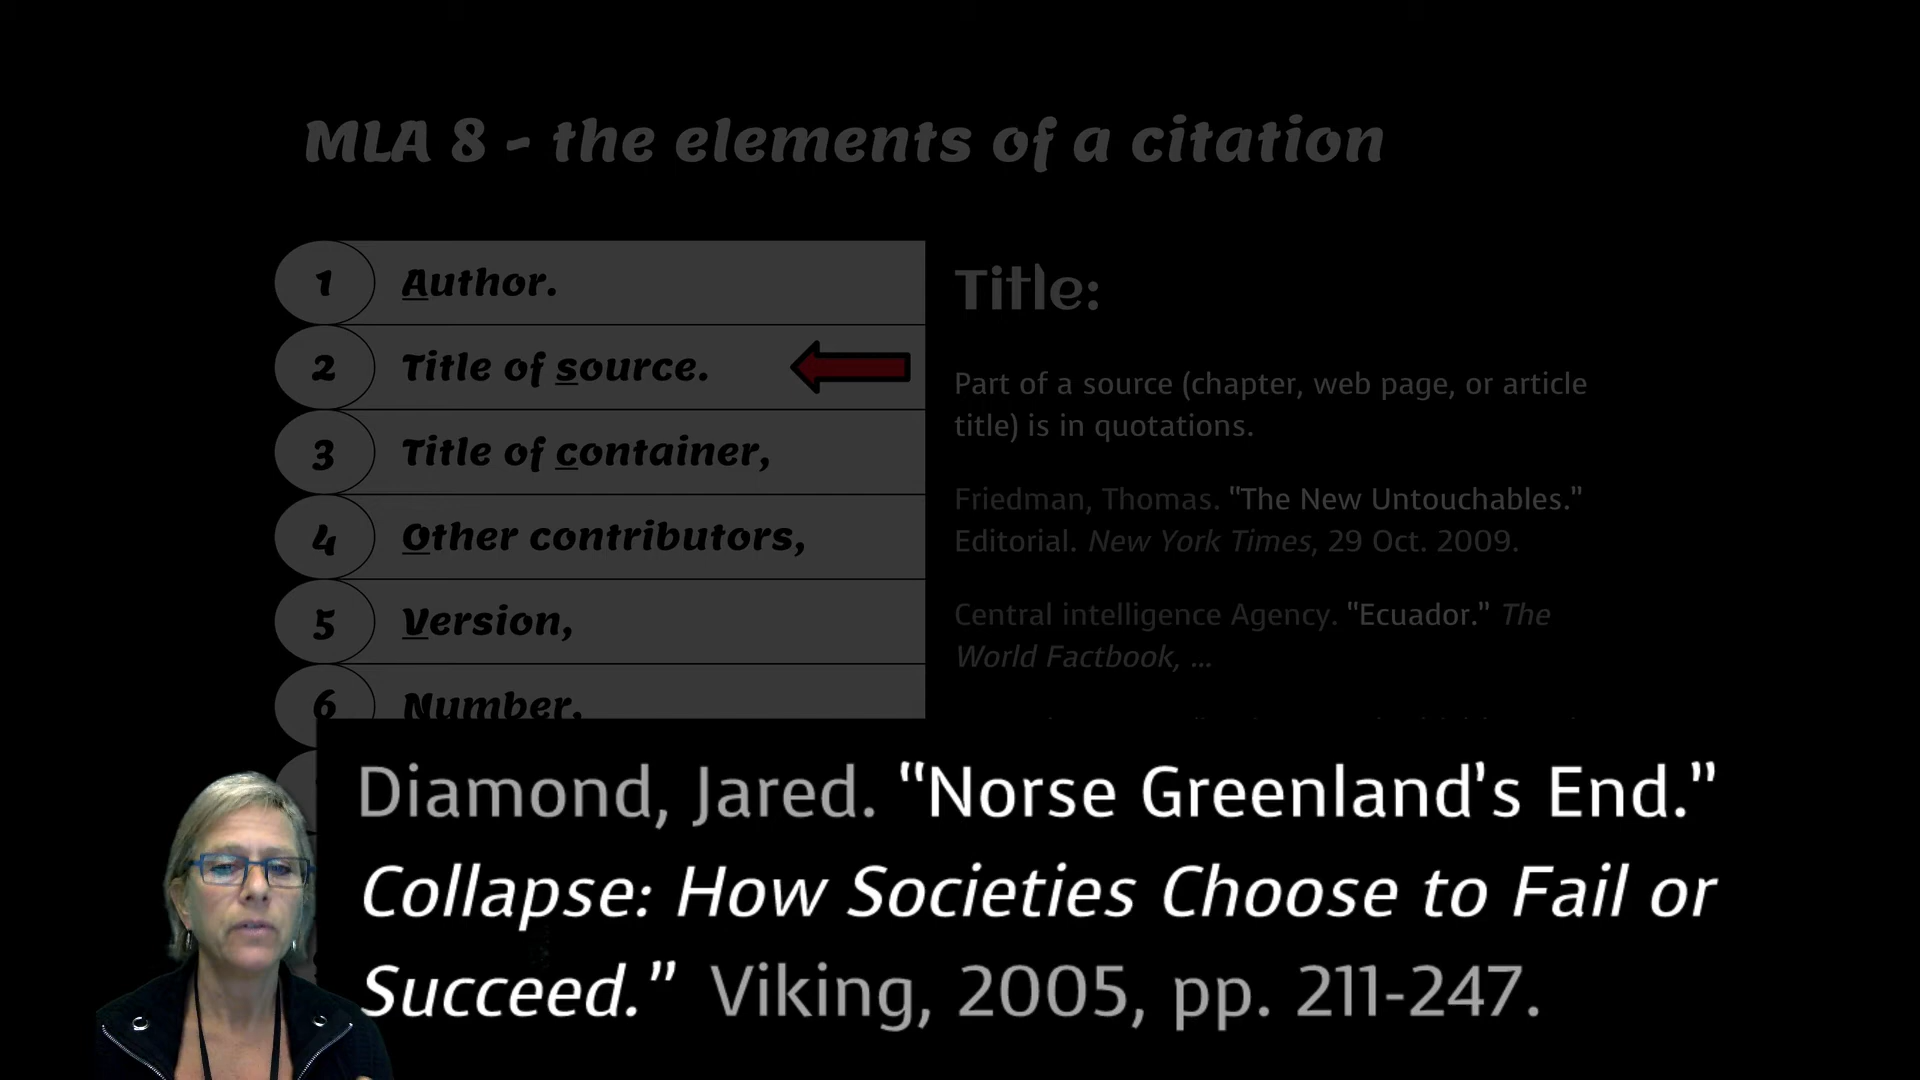 MLA 8 - the elements of a citation
1 Author.
2 Title of source.
3 Title of container,
4 Other contributors,
5 Version,
6 Number,
Title:
Part of a source (chapter, web page, or article
title) is in quotations.
Friedman, Thomas. “The New Untouchables.”
Editorial. New York Times, 29 Oct. 2009.
Central intelligence Agency. “Ecuador.” The
World Factbook, ...
Diamond, Jared. “Norse Greenland's End.”
Collapse: How Societies Choose to Fail or
Succeed.” Viking, 2005, pp. 211-247.